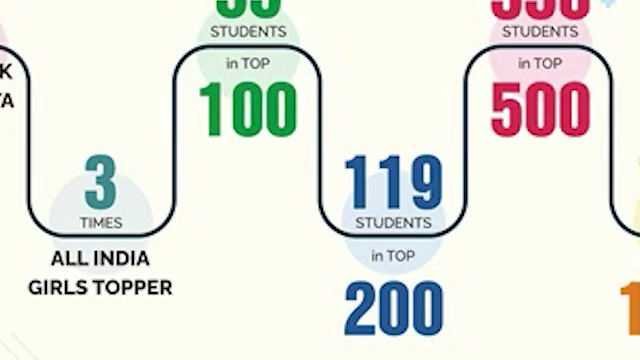 K
TA
3
TIMES
ALL INDIA
GIRLS TOPPER
STUDENTS
in TOP
100
119
STUDENTS
in TOP
200
STUDENTS
in TOP
500